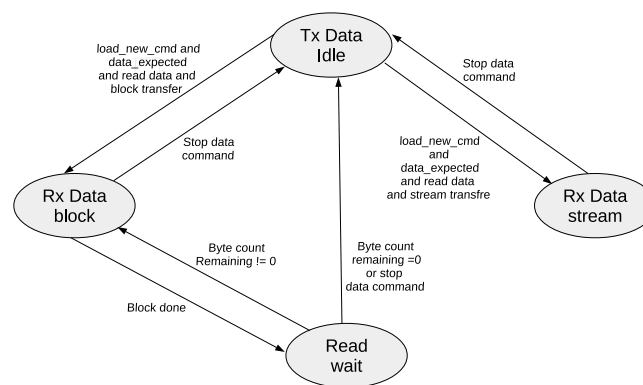 Tx Data
Idle
load_new_cmd and
data_expected
and read data and
block transfer
Stop data
command
Stop data
command
load_new_cmd
and
data_expected
and read data
and stream transfre
Rx Data
block
Rx Data
stream
Byte count
Remaining != 0
Byte count
remaining =0
or stop
data command
Block done
Read
wait